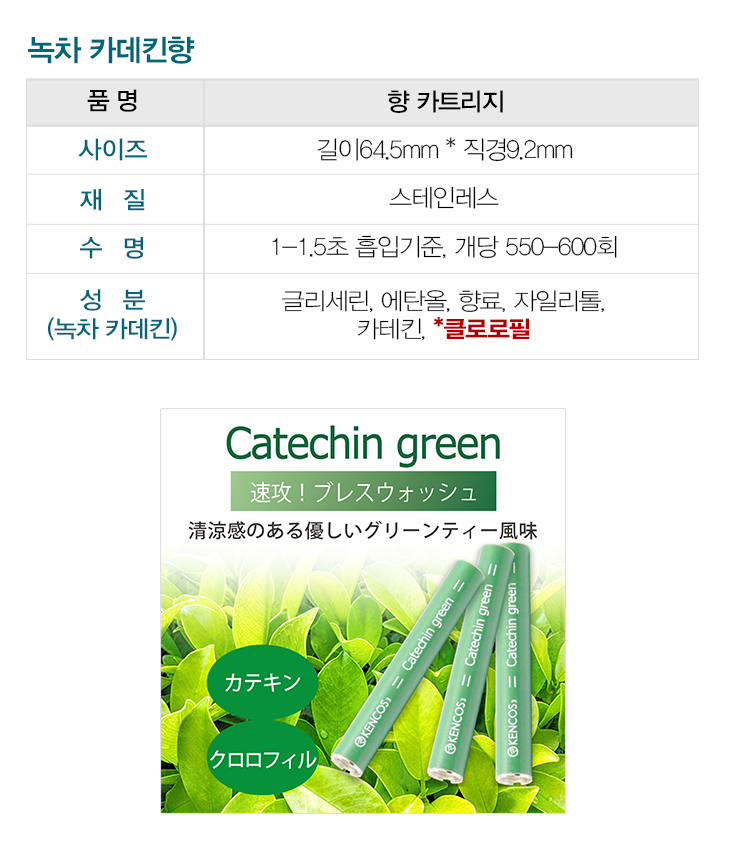 녹차 카데킨향
품 명 향 카트리지
사이즈 길이64.5mm * 직경9.2mm
재 질 스테인레스
수 명 1-1.5초 흡입기준, 개당 550-600회
성 분 글리세린, 에탄올, 향료, 자일리톨,
(녹차 카데킨) 카테킨, *클로로필
Catechin green
速攻！ブレスウォッシュ
清涼感のある優しいグリーンティー風味
カテキン
クロロフィル
KENCOS3 = Catechin green =
KENCOS3 = Catechin green =
KENCOS3 = Catechin green =